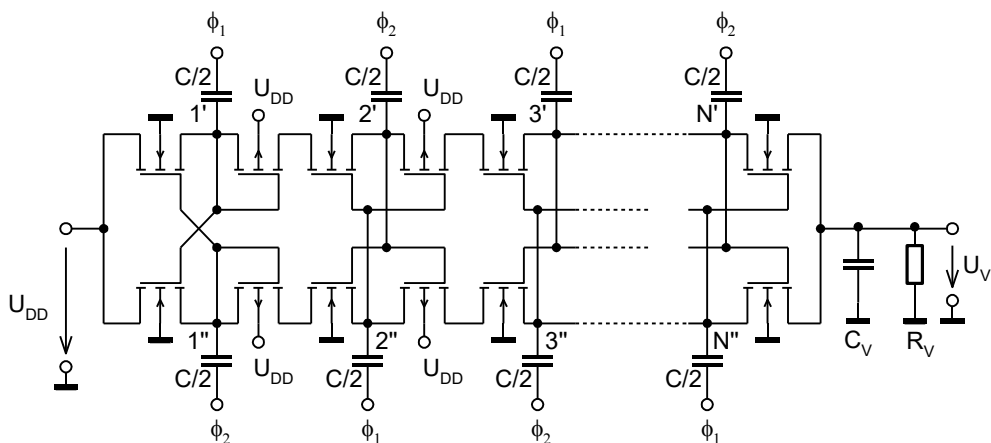 ϕ1 ϕ2 ϕ1 ϕ2
C/2 C/2 C/2 C/2
UDD UDD
1' 2' 3' N'
UDD UV
1" 2" 3" N"
CV RV
UDD UDD
C/2 C/2 C/2 C/2
ϕ2 ϕ1 ϕ2 ϕ1